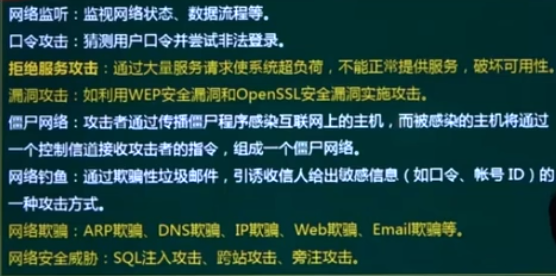 网络监听：监视网络状态、数据流程等。
口令攻击：猜测用户口令并尝试非法登录。
拒绝服务攻击：通过大量服务请求使系统超负荷，不能正常提供服务，破坏可用性。
漏洞攻击：如利用WEP安全漏洞和OpenSSL安全漏洞实施攻击。
僵尸网络：攻击者通过传播僵尸程序感染互联网上的主机，而被感染的主机将通过
一个控制信道接收攻击者的指令，组成一个僵尸网络。
网络钓鱼：通过欺骗性垃圾邮件，引诱收信人给出敏感信息（如口令、帐号 ID）的
一种攻击方式。
网络欺骗：ARP欺骗、DNS欺骗、IP欺骗、Web欺骗、Email欺骗等。
网络安全威胁：SQL注入攻击、跨站攻击、旁注攻击。